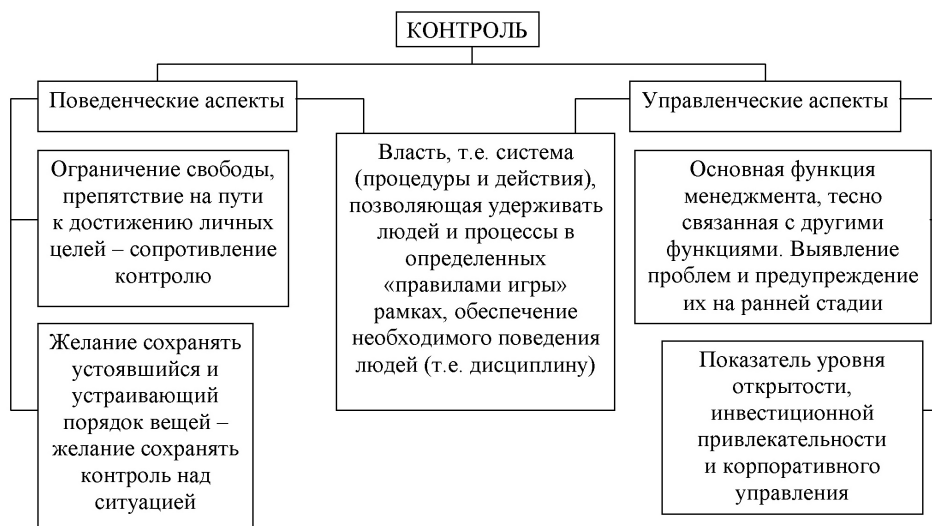 КОНТРОЛЬ
Поведенческие аспекты
Управленческие аспекты
Ограничение свободы,
препятствие на пути
к достижению личных
целей – сопротивление
контролю
Желание сохранять
устоявшийся и
устраивающий
порядок вещей –
желание сохранять
контроль над
ситуацией
Власть, т.е. система
(процедуры и действия),
позволяющая удерживать
людей и процессы в
определенных
«правилами игры»
рамках, обеспечение
необходимого поведения
людей (т.е. дисциплину)
Основная функция
менеджмента, тесно
связанная с другими
функциями. Выявление
проблем и предупреждение
их на ранней стадии
Показатель уровня
открытости,
инвестиционной
привлекательности
и корпоративного
управления